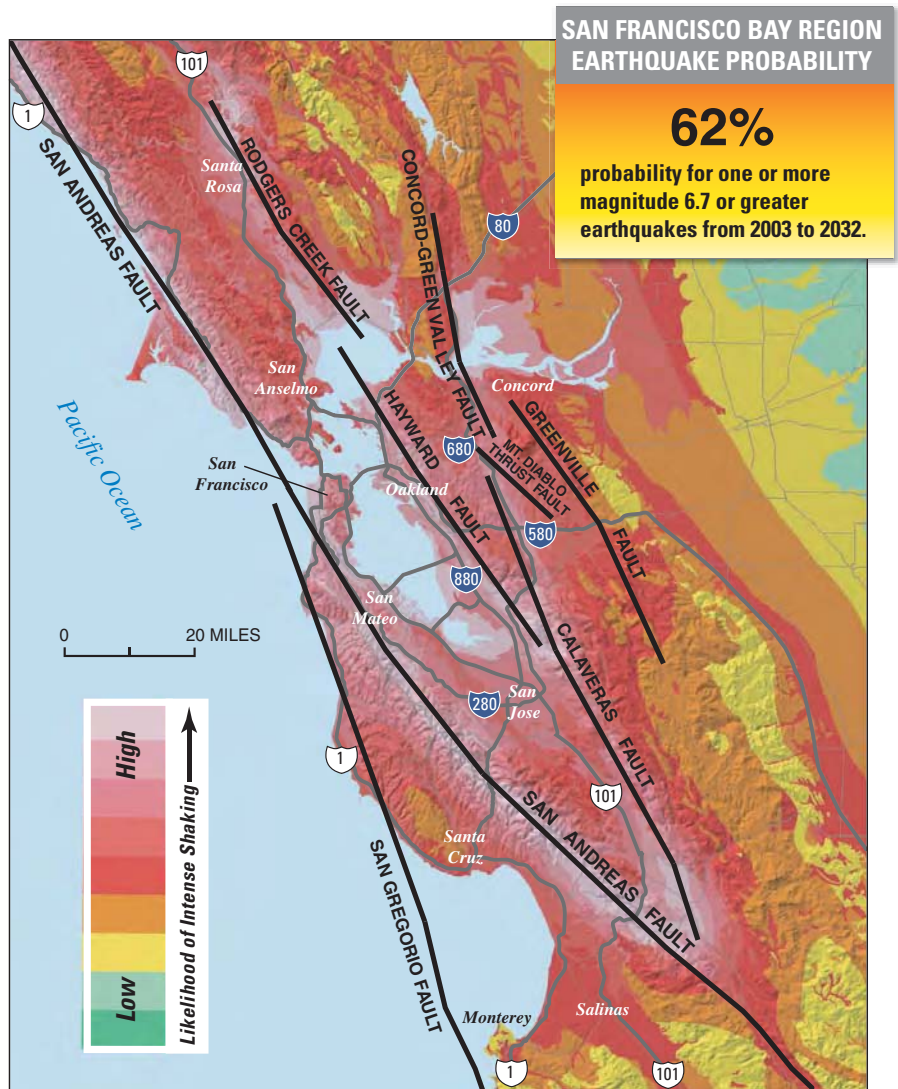 SAN FRANCISCO BAY REGION
EARTHQUAKE PROBABILITY
62%
probability for one or more
magnitude 6.7 or greater
earthquakes from 2003 to 2032.
101
1
SAN ANDREAS FAULT
Santa
Rosa
RODGERS CREEK FAULT
CONCORD-GREEN VALLEY FAULT
80
San
Anselmo
Concord
Pacific Ocean
HAYWARD
FAULT
680
MT. DIABLO
THRUST FAULT
GREENVILLE
FAULT
San
Francisco
Oakland
580
880
San
Mateo
0 20 MILES
CALAVERAS
FAULT
San
Jose
280
1
101
High
Low
Likelihood of Intense Shaking
Santa
Cruz
SAN ANDREAS FAULT
SAN GREGORIO FAULT
Monterey
Salinas
1
101